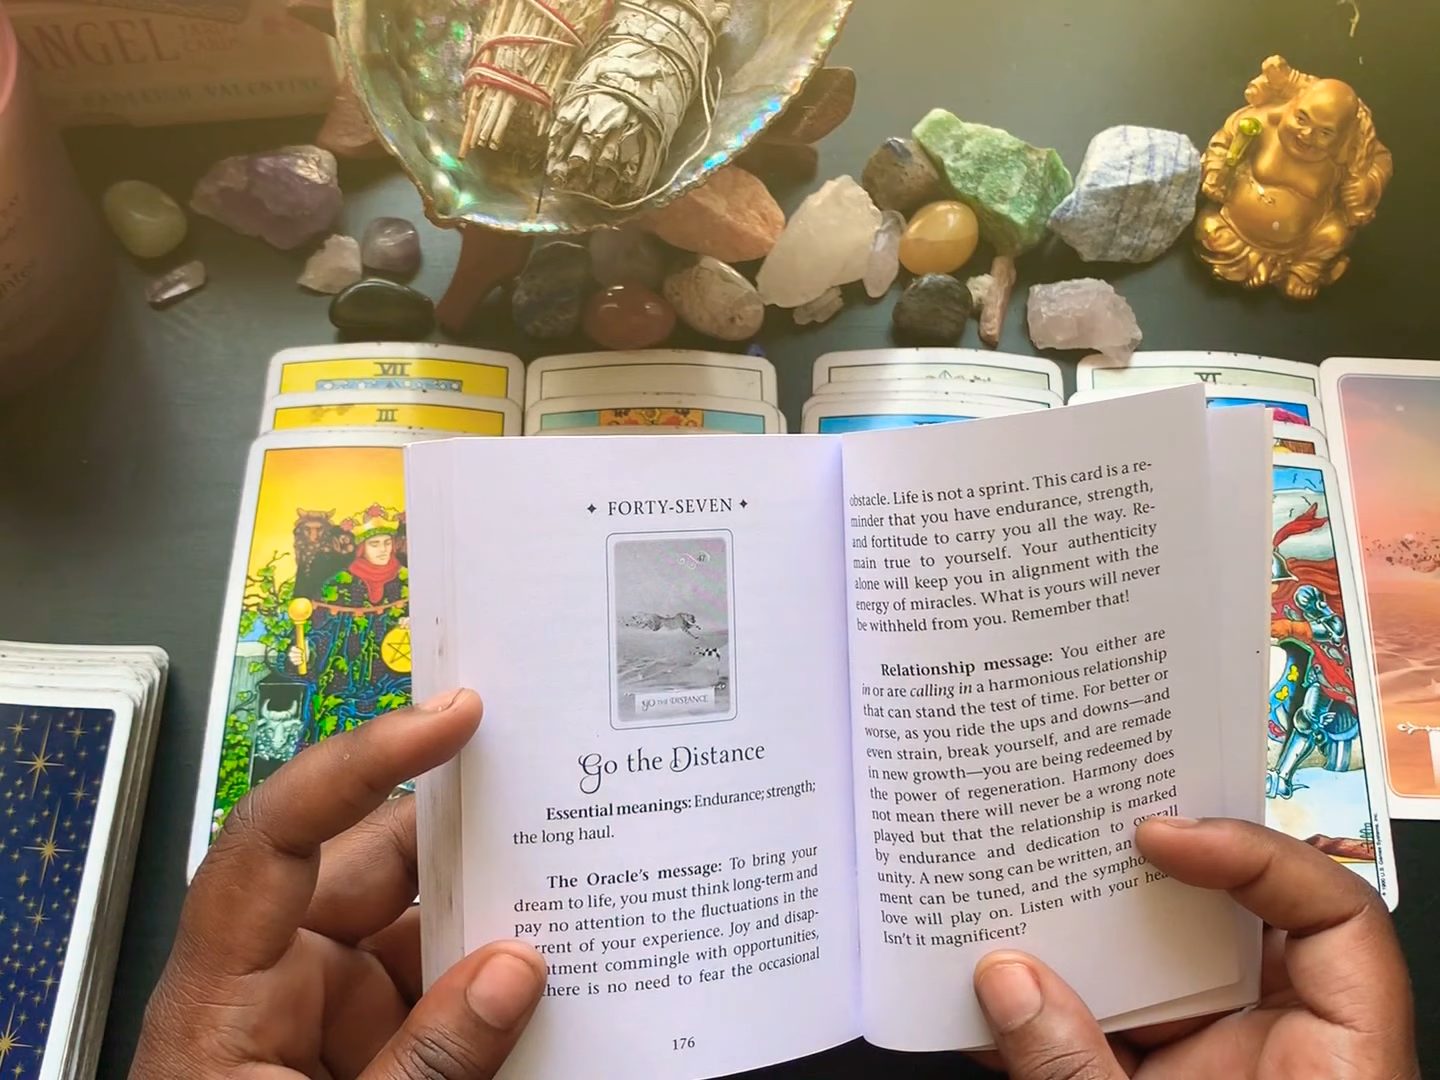 ANGEL
TAROT
CARDS
RADLEIGH VALENTINE
VII
III
VI
✦ FORTY-SEVEN ✦
47
GO THE DISTANCE
Go the Distance
Essential meanings: Endurance; strength;
the long haul.
The Oracle's message: To bring your
dream to life, you must think long-term and
pay no attention to the fluctuations in the
rrent of your experience. Joy and disap-
ntment commingle with opportunities,
here is no need to fear the occasional
176
obstacle. Life is not a sprint. This card is a re-
minder that you have endurance, strength,
and fortitude to carry you all the way. Re-
main true to yourself. Your authenticity
alone will keep you in alignment with the
energy of miracles. What is yours will never
be withheld from you. Remember that!
Relationship message: You either are
in or are calling in a harmonious relationship
that can stand the test of time. For better or
worse, as you ride the ups and downs—and
even strain, break yourself, and are remade
in new growth—you are being redeemed by
the power of regeneration. Harmony does
not mean there will never be a wrong note
played but that the relationship is marked
by endurance and dedication to overall
unity. A new song can be written, an
ment can be tuned, and the sympho
love will play on. Listen with your hea
Isn't it magnificent?